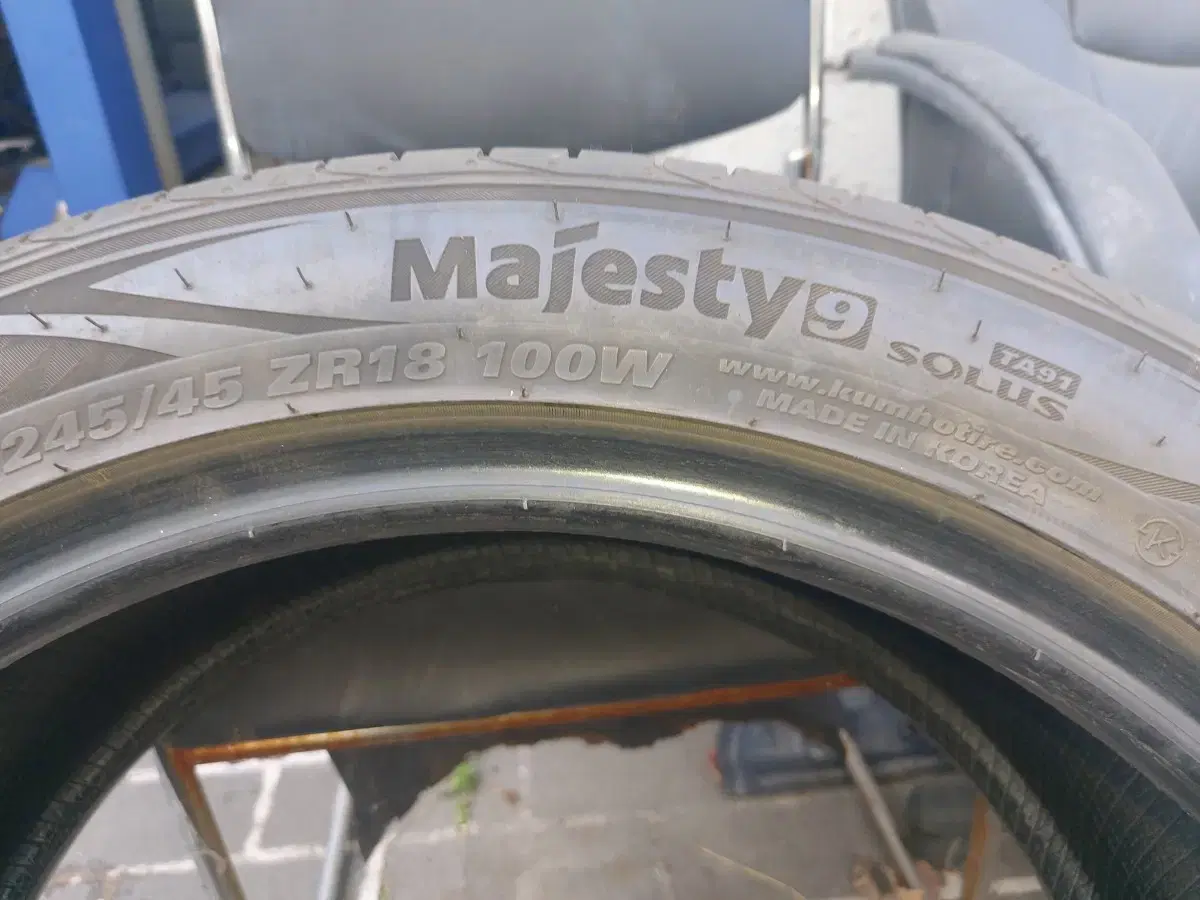 Majesty9
SOLUS TA91
245/45 ZR18 100W
www.kumhotire.com
MADE IN KOREA
K